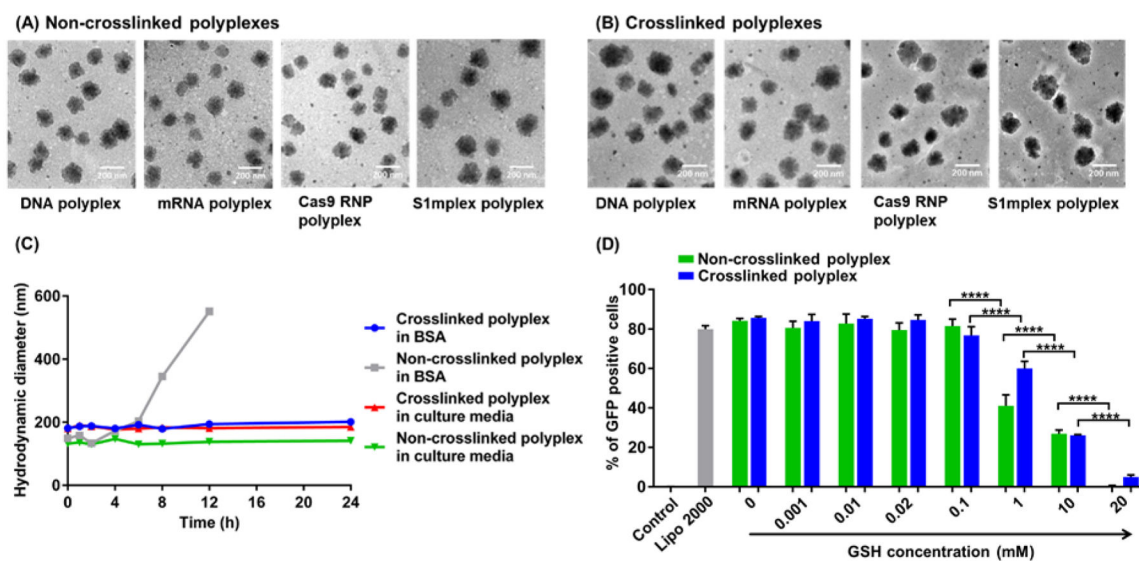 (A) Non-crosslinked polyplexes
200 nm
200 nm
200 nm
200 nm
DNA polyplex
mRNA polyplex
Cas9 RNP
polyplex
S1mplex polyplex
(B) Crosslinked polyplexes
200 nm
200 nm
200 nm
200 nm
DNA polyplex
mRNA polyplex
Cas9 RNP
polyplex
S1mplex polyplex
(C)
Hydrodynamic diameter (nm)
600
400
200
0
0
4
8
12
16
20
24
Time (h)
Crosslinked polyplex
in BSA
Non-crosslinked polyplex
in BSA
Crosslinked polyplex
in culture media
Non-crosslinked polyplex
in culture media
(D)
Non-crosslinked polyplex
Crosslinked polyplex
% of GFP positive cells
100
80
60
40
20
0
****
****
****
****
****
****
Control
Lipo 2000
0
0.001
0.01
0.02
0.1
1
10
20
GSH concentration (mM)